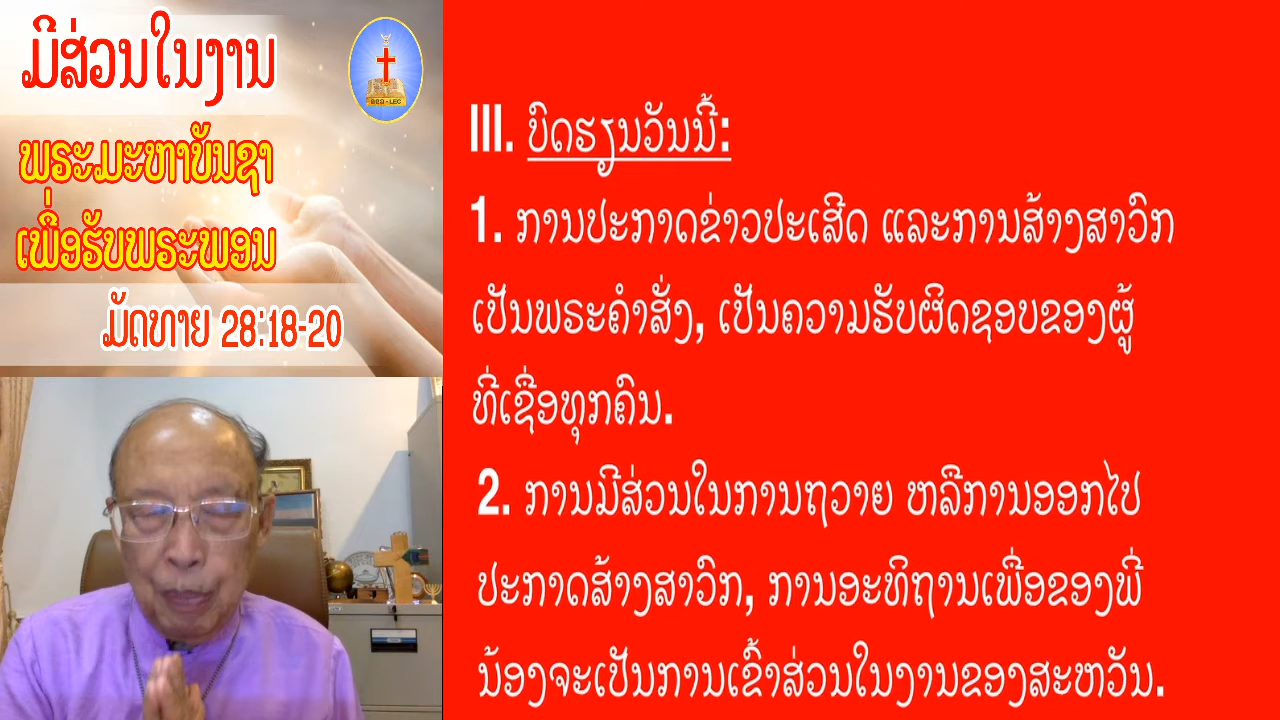 ມີສ່ວນໃນງານ
ພຣະມະຫາບັນຊາ
ເພື່ອຮັບພຣະພອນ
ມັດທາຍ 28:18-20
III. ບົດຮຽນວັນນີ້:
1. ການປະກາດຂ່າວປະເສີດ ແລະການສ້າງສາວົກ
ເປັນພຣະຄຳສັ່ງ, ເປັນຄວາມຮັບຜິດຊອບຂອງຜູ້
ທີ່ເຊື່ອທຸກຄົນ.
2. ການມີສ່ວນໃນການຖວາຍ ຫລືການອອກໄປ
ປະກາດສ້າງສາວົກ, ການອະທິຖານເພື່ອຂອງພີ່
ນ້ອງຈະເປັນການເຂົ້າສ່ວນໃນງານຂອງສະຫວັນ.